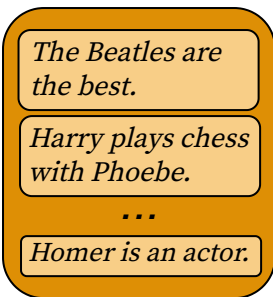 The Beatles are
the best.
Harry plays chess
with Phoebe.
...
Homer is an actor.